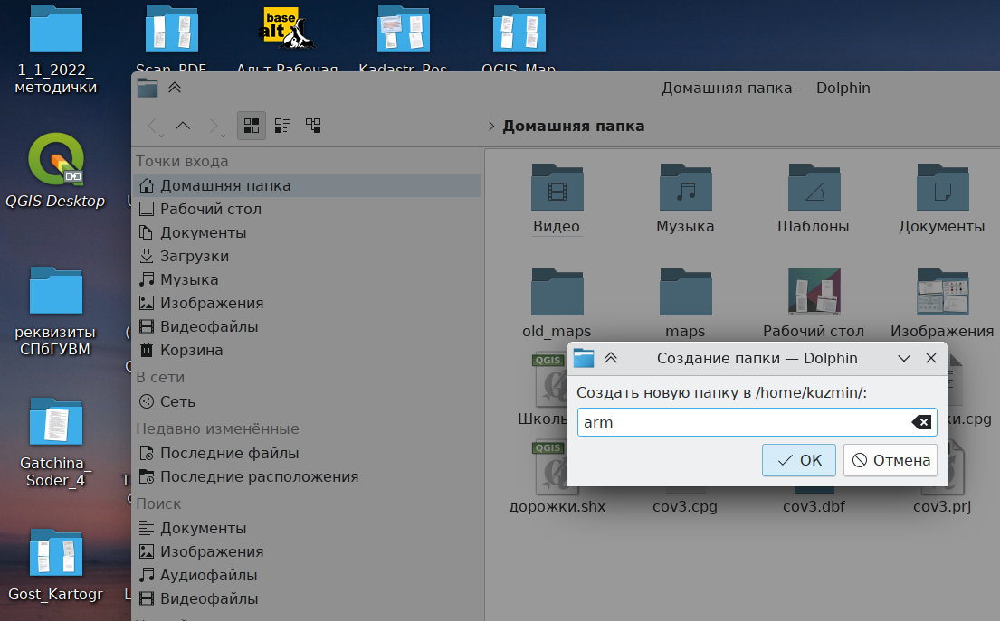 base
alt
1_1_2022_
методички
Scan_PDF
Альт Рабочая
Kadastr_Ros
QGIS_Map
Домашняя папка — Dolphin
QGIS Desktop
Домашняя папка
Точки входа
Домашняя папка
Рабочий стол
Документы
Загрузки
Музыка
Изображения
Видеофайлы
Корзина
В сети
Сеть
Недавно изменённые
Последние файлы
Последние расположения
Поиск
Документы
Изображения
Аудиофайлы
Видеофайлы
Видео
Музыка
Шаблоны
Документы
old_maps
maps
Рабочий стол
Изображения
реквизиты
СПбГУВМ
QGIS
Школь
ки.cpg
Создание папки — Dolphin
Создать новую папку в /home/kuzmin/:
arm
ОК
Отмена
QGIS
дорожки.shx
cov3.cpg
cov3.dbf
cov3.prj
Gatchina_
Soder_4
Gost_Kartogr